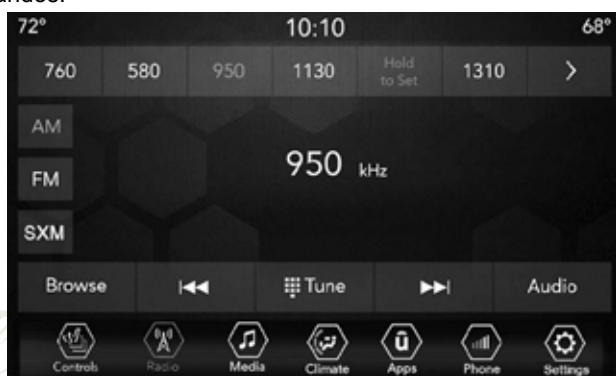 72° 10:10 68°
760 580 950 1130 Hold to Set 1310 >
AM
950 kHz
FM
SXM
Browse Tune Audio
Controls Radio Media Climate Apps Phone Settings